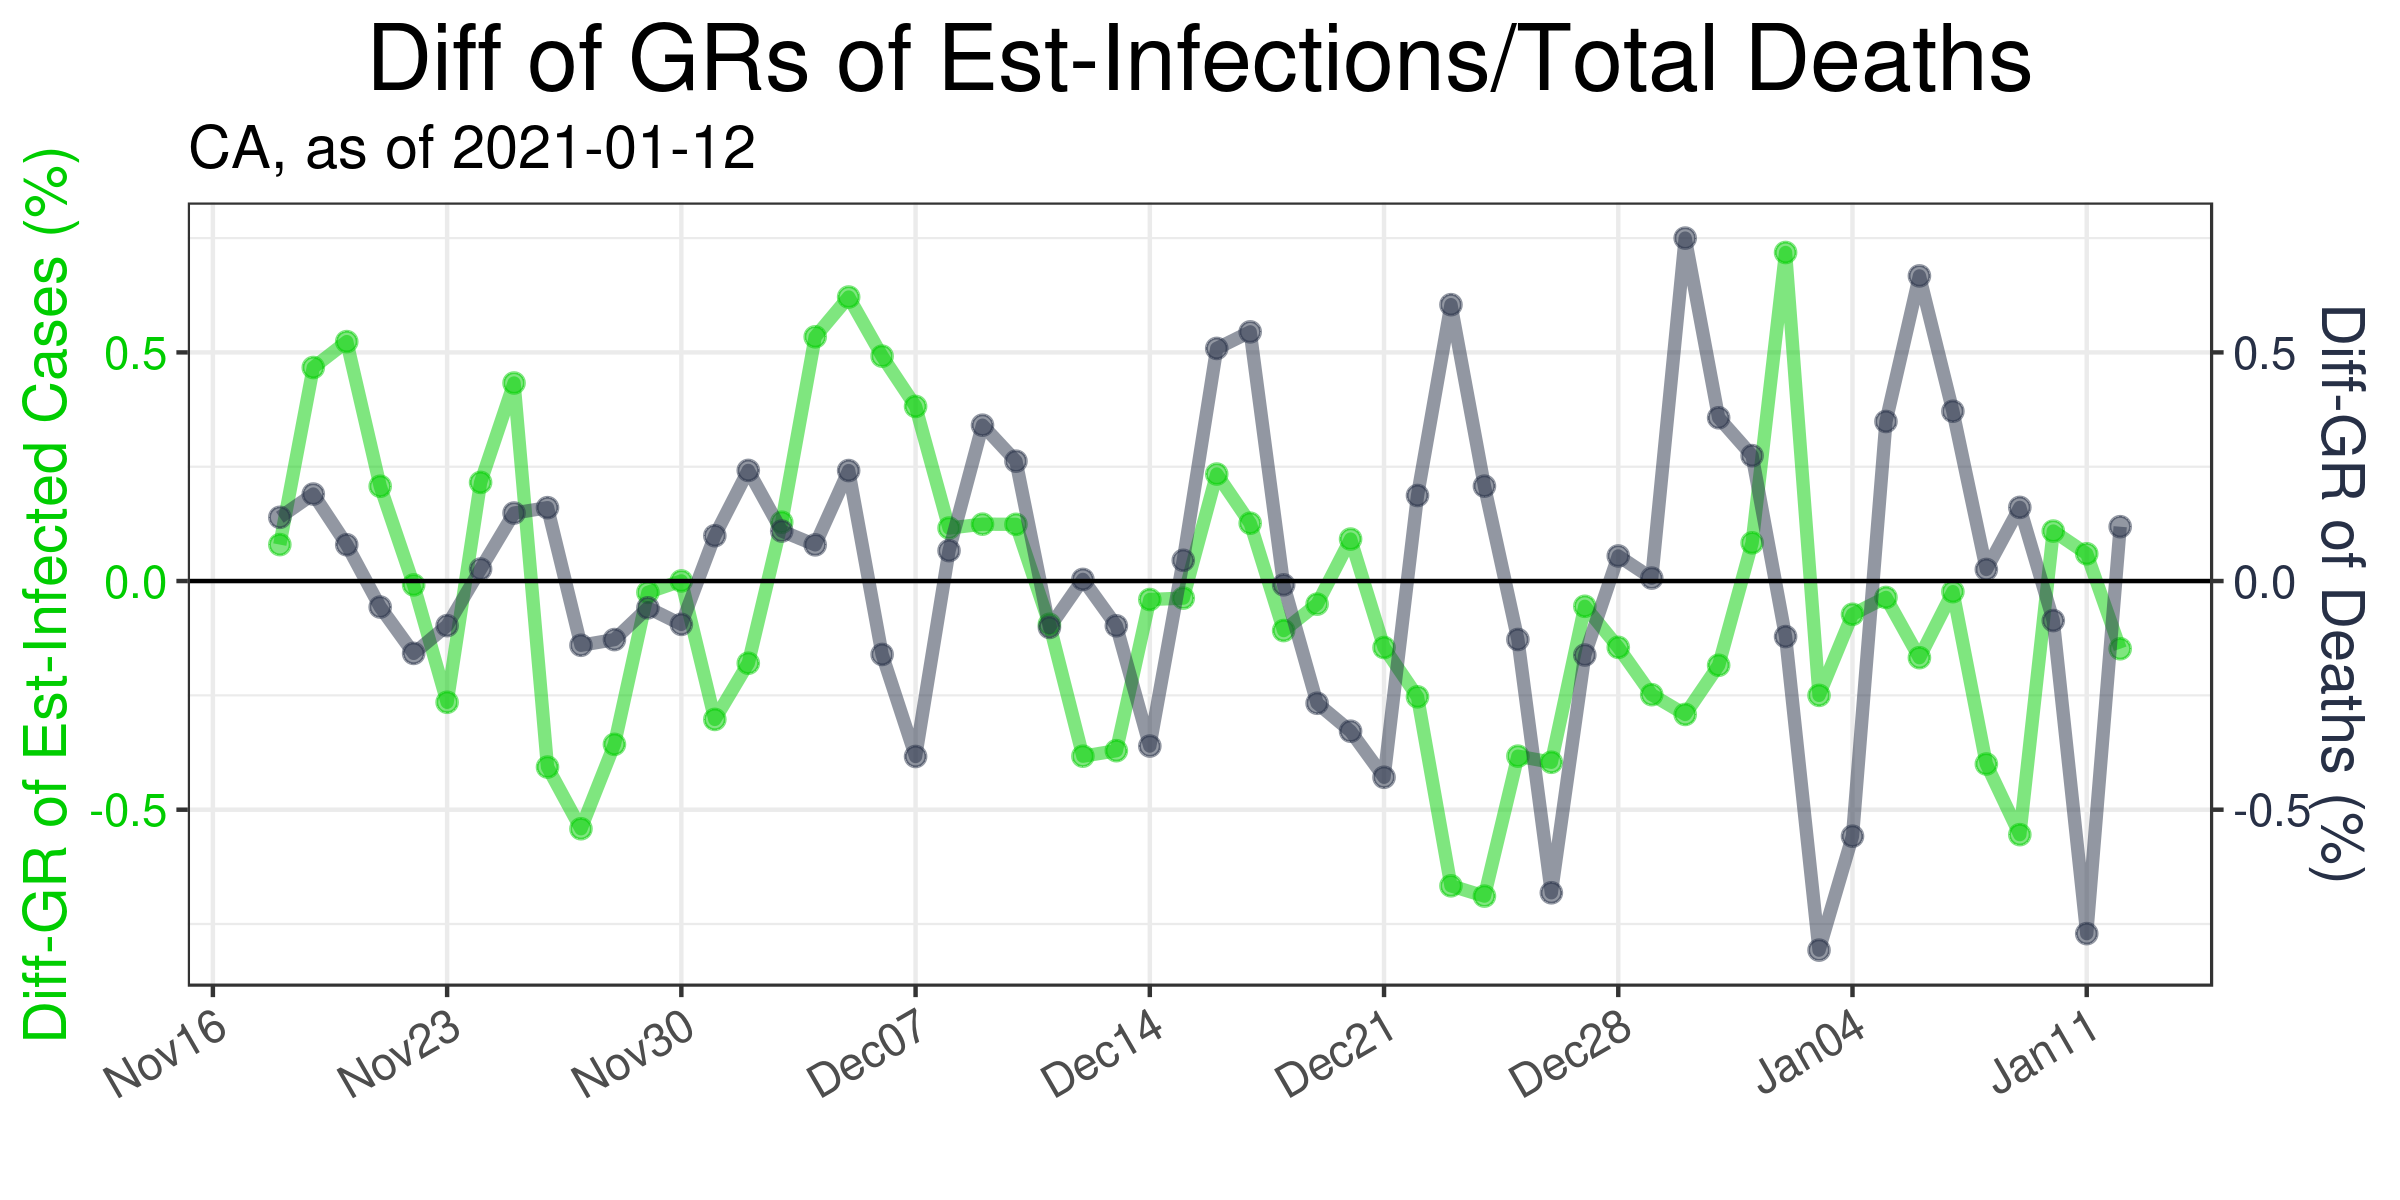 Diff of GRs of Est-Infections/Total Deaths
CA, as of 2021-01-12
Diff-GR of Est-Infected Cases (%)
0.5
0.0
-0.5
0.5
0.0
-0.5
Diff-GR of Deaths (%)
Nov16
Nov23
Nov30
Dec07
Dec14
Dec21
Dec28
Jan04
Jan11